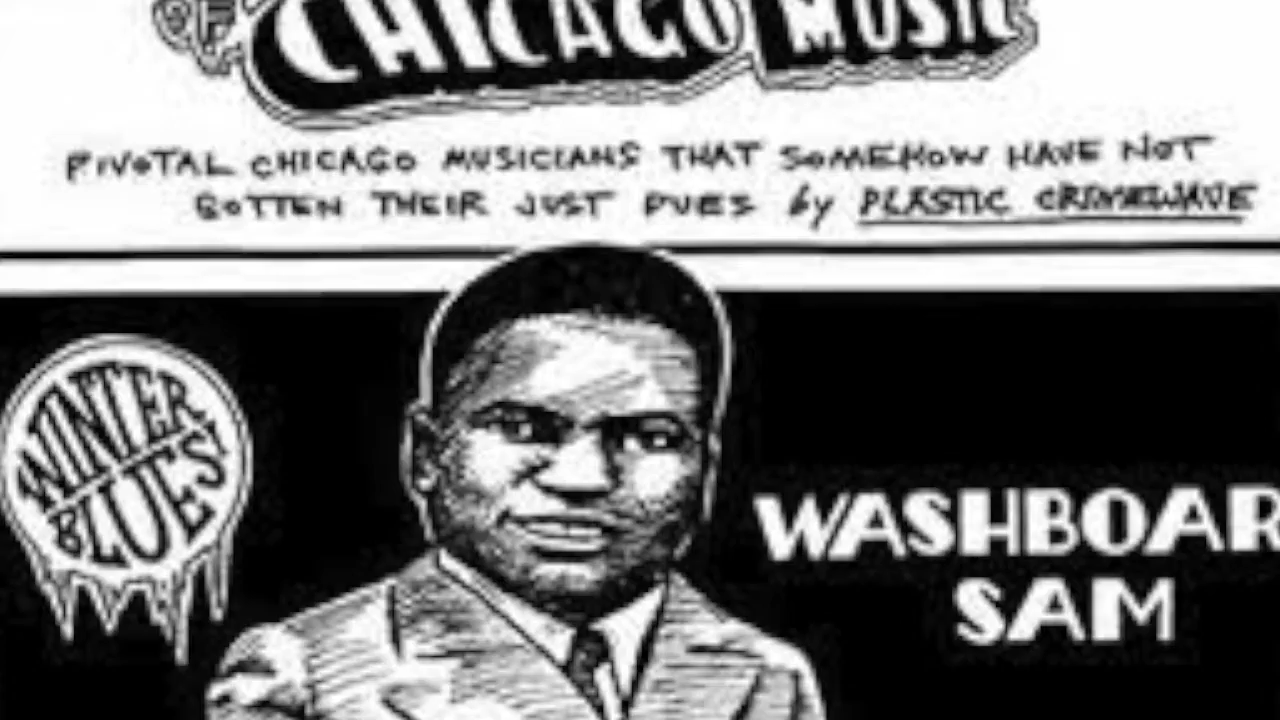 OF
CHICAGO MUSIC
PIVOTAL CHICAGO MUSICIANS THAT SOMEHOW HAVE NOT
GOTTEN THEIR JUST DUES by PLASTIC CRIMEWAVE
WINTER
BLUES
WASHBOAR
SAM